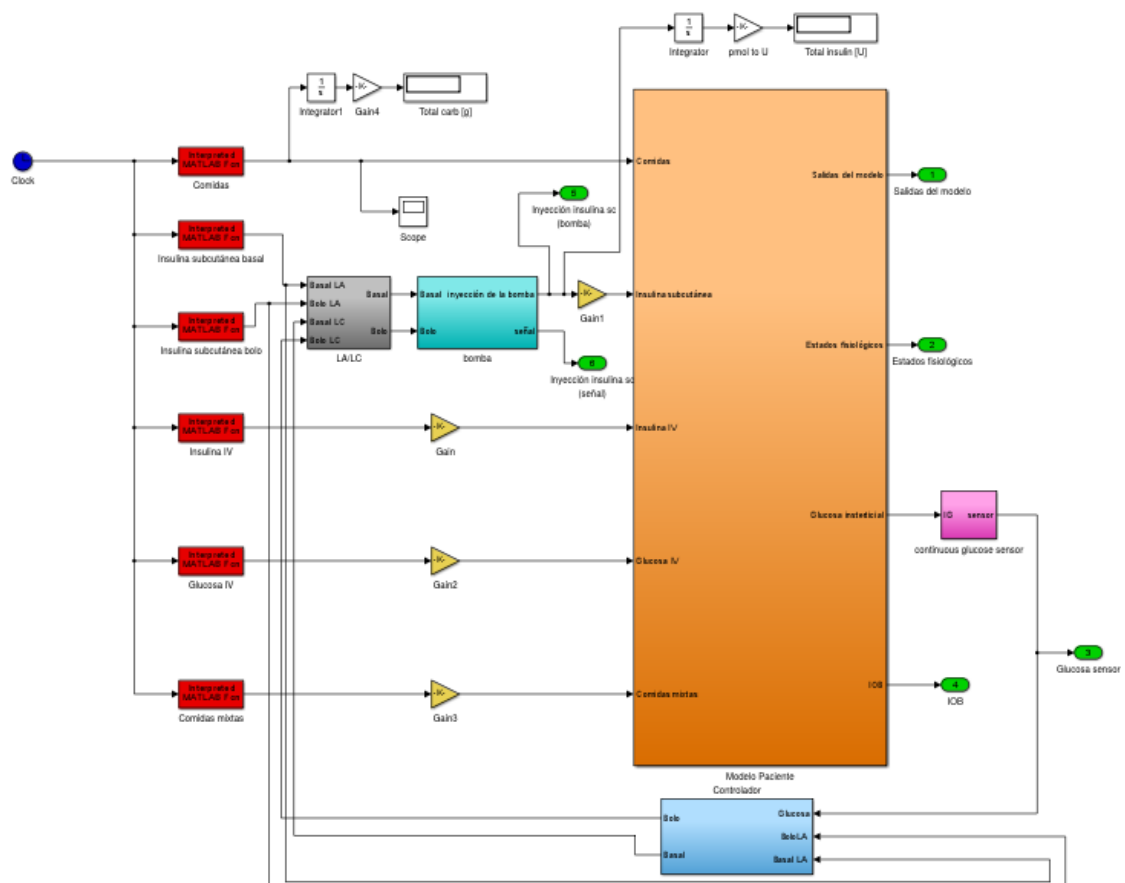 1
s
-K-
Integrator
pmol to U
Total insulin [U]
1
s
-K-
Integrator1
Gain4
Total carb [g]
Clock
Interpreted
MATLAB Fcn
Comidas
Scope
Comidas
Salidas del modelo
1
Salidas del modelo
5
Inyección insulina sc
(bomba)
Interpreted
MATLAB Fcn
Insulina subcutánea basal
Basal LA
Bolo LA
Basal LC
Bolo LC
Basal
Bolo
LA/LC
Basal
inyección de la bomba
Bolo
señal
bomba
-K-
Gain1
Insulina subcutánea
Interpreted
MATLAB Fcn
Insulina subcutánea bolo
6
Inyección insulina sc
(señal)
Estados fisiológicos
2
Estados fisiológicos
Interpreted
MATLAB Fcn
Insulina IV
-K-
Gain
Insulina IV
Glucosa insterticial
IG
sensor
continuous glucose sensor
Interpreted
MATLAB Fcn
Glucosa IV
-K-
Gain2
Glucosa IV
3
Glucosa sensor
Interpreted
MATLAB Fcn
Comidas mixtas
-K-
Gain3
Comidas mixtas
IOB
4
IOB
Modelo Paciente
Controlador
Bolo
Basal
Glucosa
BoloLA
Basal LA